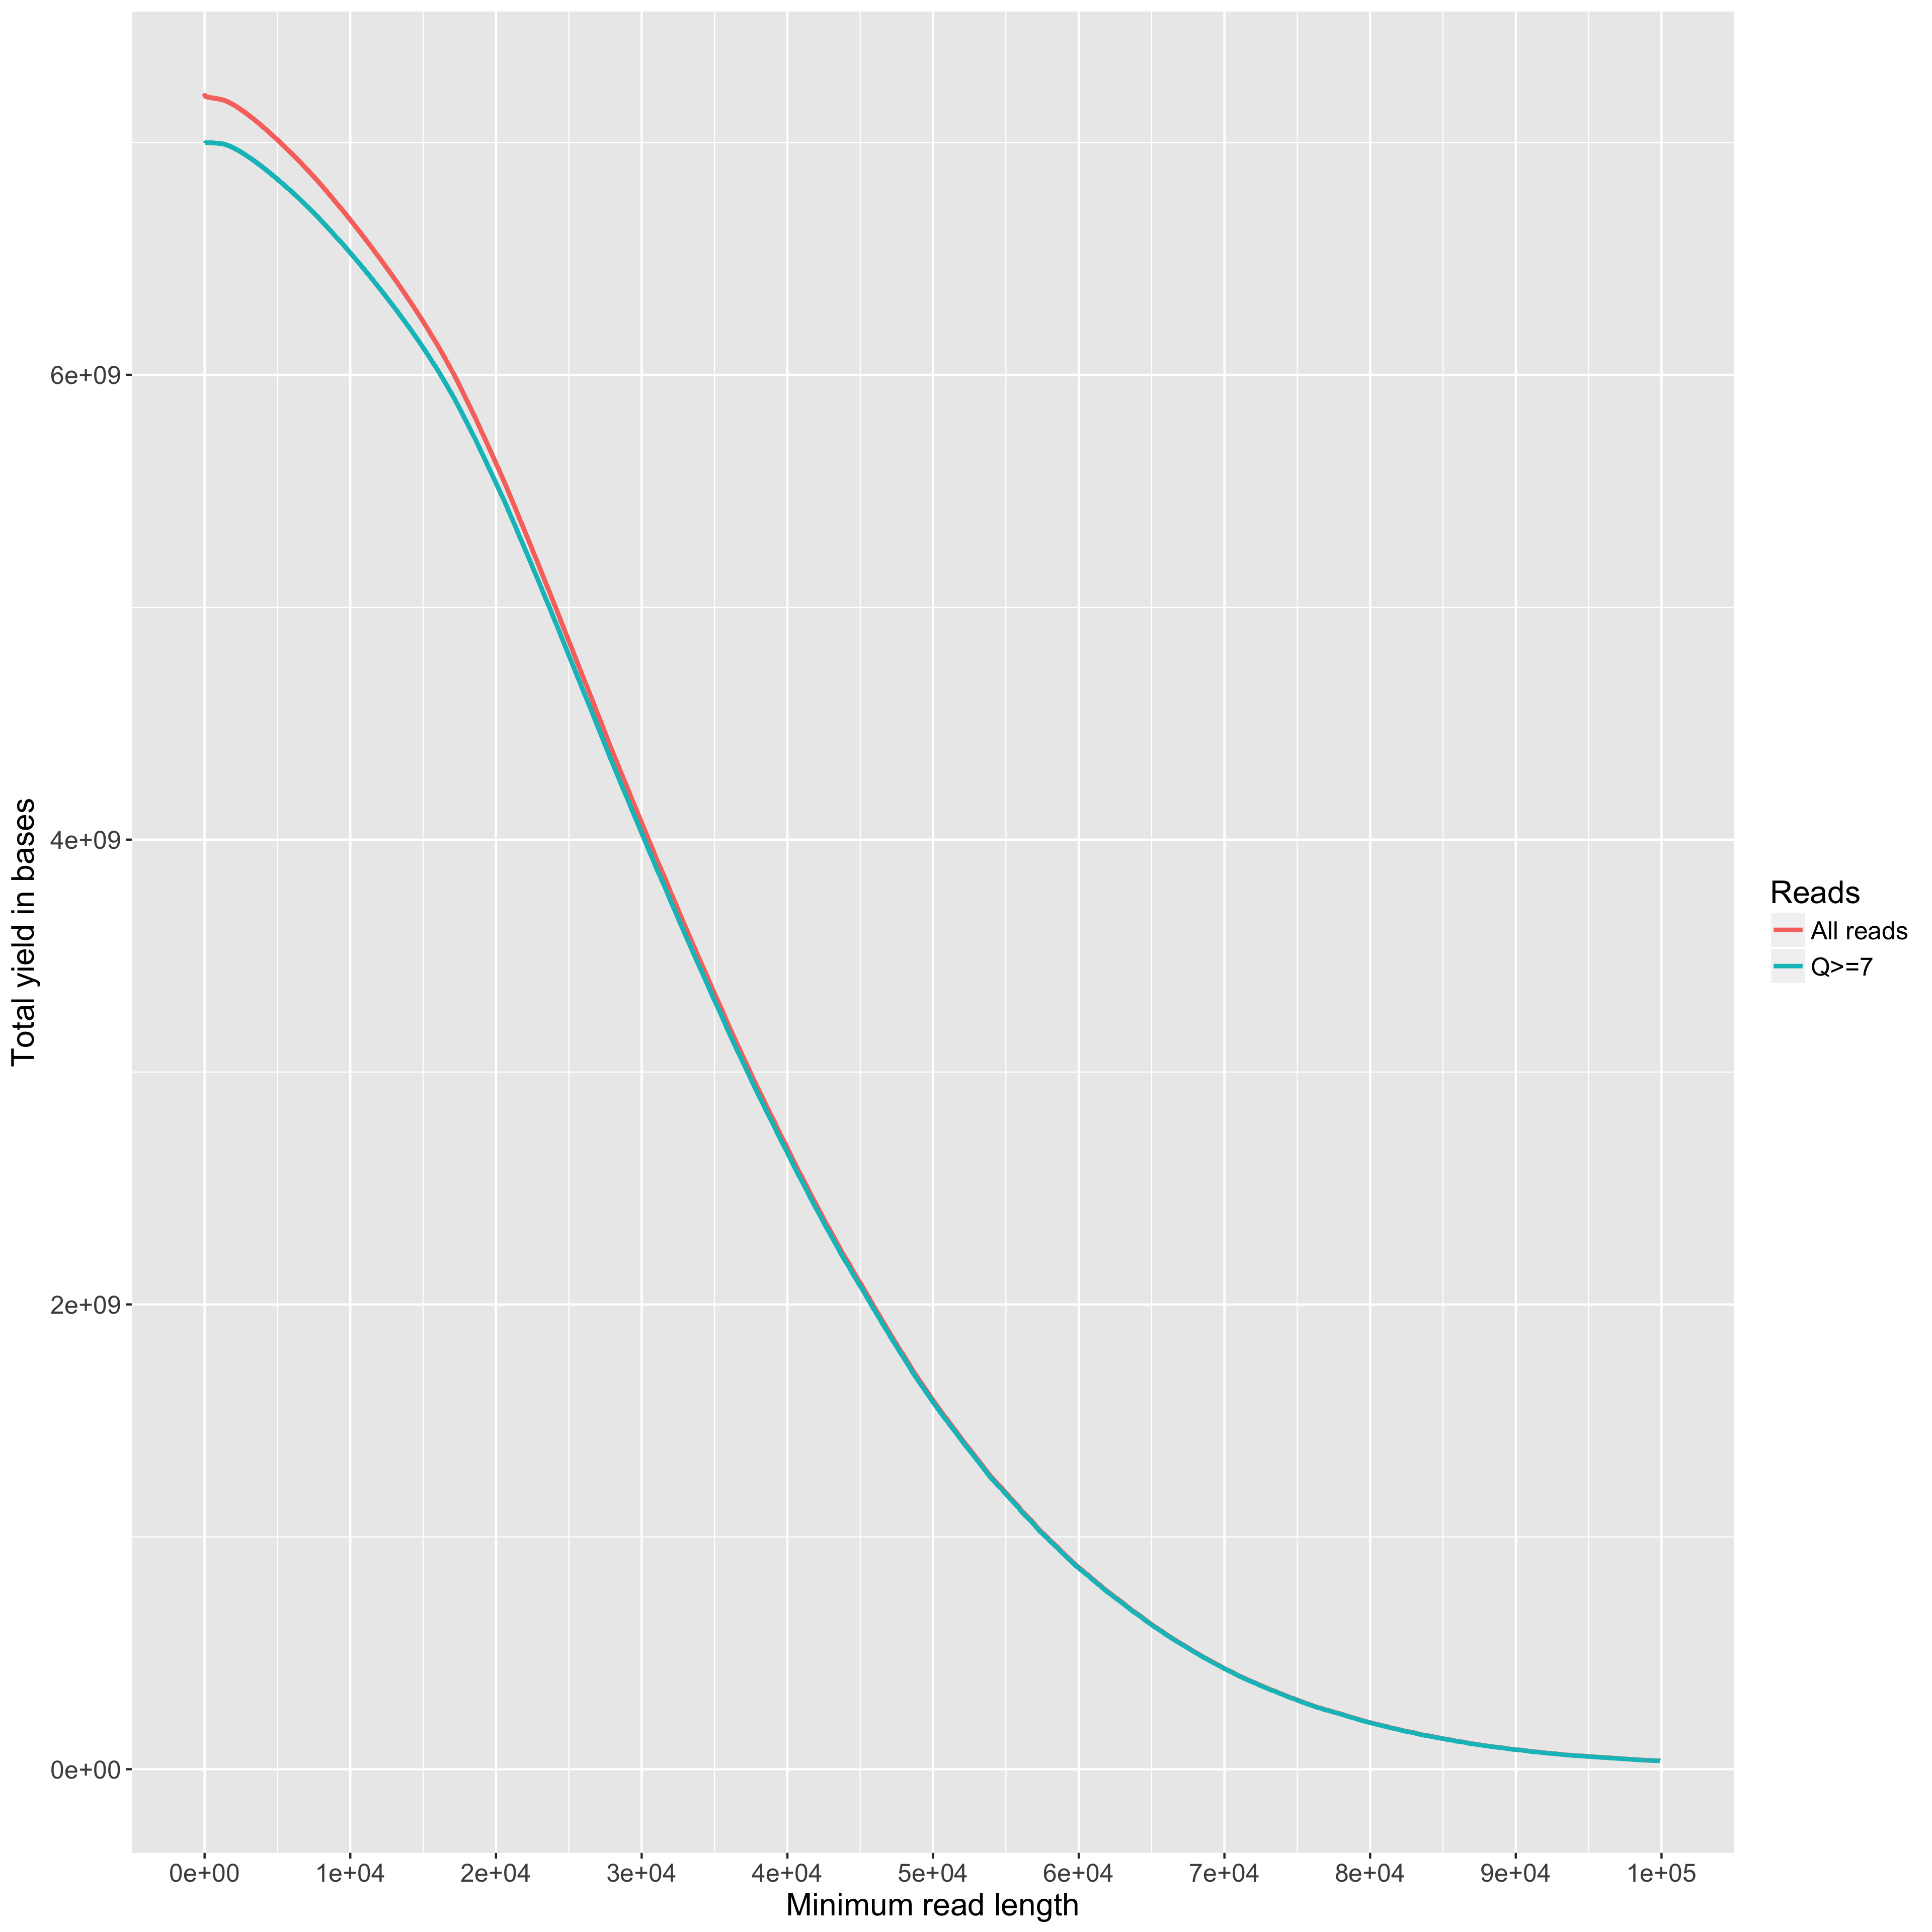 Total yield in bases
6e+09
4e+09
2e+09
0e+00
0e+00 1e+04 2e+04 3e+04 4e+04 5e+04 6e+04 7e+04 8e+04 9e+04 1e+05
Minimum read length
Reads
All reads
Q>=7